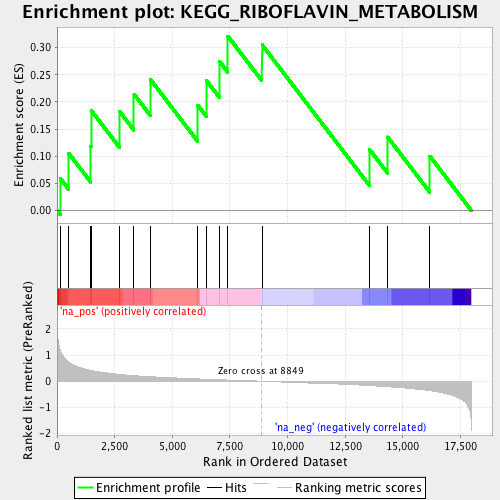 Enrichment plot: KEGG_RIBOFLAVIN_METABOLISM
Enrichment score (ES)
0.30
0.25
0.20
0.15
0.10
0.05
0.00
'na_pos' (positively correlated)
Ranked list metric (PreRanked)
2
1
0
-1
-2
Zero cross at 8849
'na_neg' (negatively correlated)
0 2,500 5,000 7,500 10,000 12,500 15,000 17,500
Rank in Ordered Dataset
Enrichment profile Hits Ranking metric scores